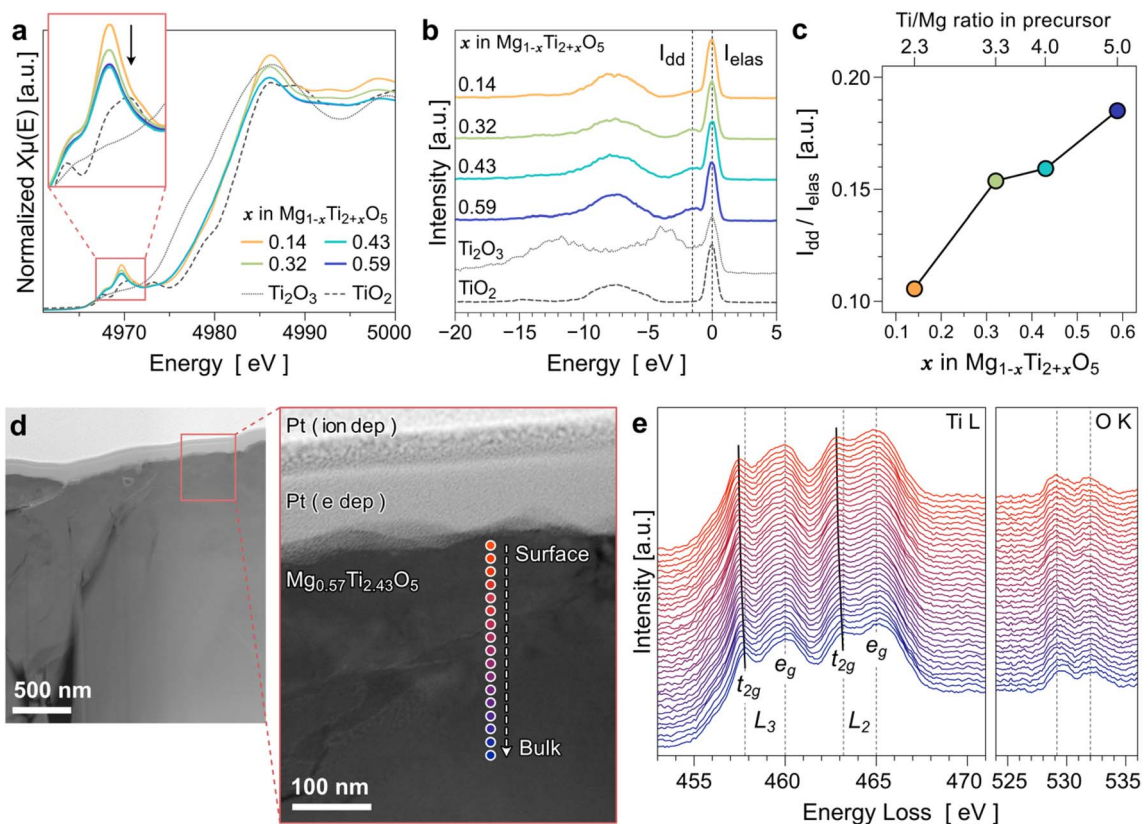 a
Normalized Xμ(E) [a.u.]
x in Mg1-xTi2+xO5
0.14 0.43
0.32 0.59
Ti2O3 TiO2
4970 4980 4990 5000
Energy [ eV]
b
Intensity [a.u.]
x in Mg1-xTi2+xO5 Idd Ielas
0.14
0.32
0.43
0.59
Ti2O3
TiO2
−20 −15 −10 −5 0 5
Energy [ eV]
c
Ti/Mg ratio in precursor
2.3 3.3 4.0 5.0
Idd / Ielas [a.u.]
0.20
0.15
0.10
0.1 0.2 0.3 0.4 0.5 0.6
x in Mg1-xTi2+xO5
d
500 nm
Pt ( ion dep )
Pt ( e dep )
Surface
Mg0.57Ti2.43O5
Bulk
100 nm
e
Ti L O K
Intensity [a.u.]
t2g eg t2g eg
L3 L2
455 460 465 470 525 530 535
Energy Loss [ eV]